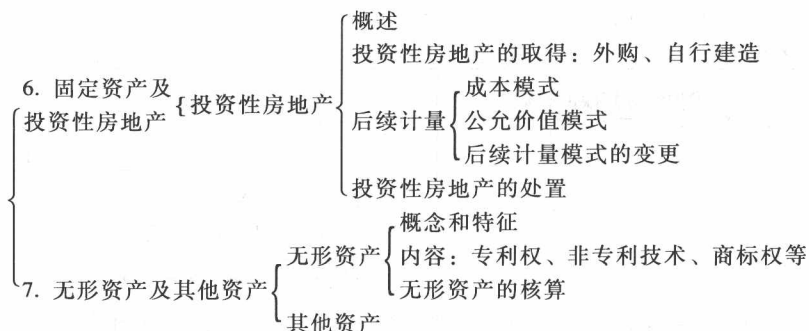 概述
投资性房地产的取得：外购、自行建造
6. 固定资产及
投资性房地产
投资性房地产
后续计量
成本模式
公允价值模式
后续计量模式的变更
投资性房地产的处置
7. 无形资产及其他资产
无形资产
概念和特征
内容：专利权、非专利技术、商标权等
无形资产的核算
其他资产